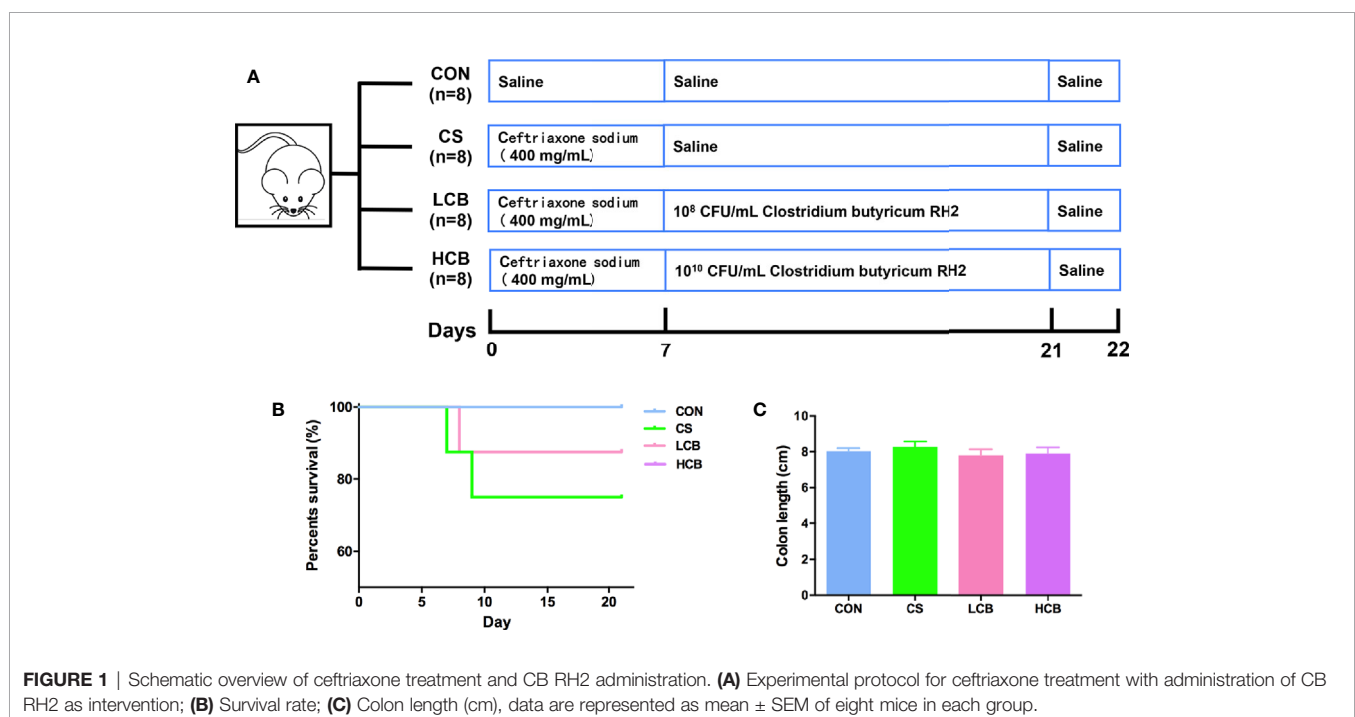 A
CON
(n=8)
Saline
Saline
Saline
CS
(n=8)
Ceftriaxone sodium
( 400 mg/mL)
Saline
Saline
LCB
(n=8)
Ceftriaxone sodium
( 400 mg/mL)
10⁸ CFU/mL Clostridium butyricum RH2
Saline
HCB
(n=8)
Ceftriaxone sodium
( 400 mg/mL)
10¹⁰ CFU/mL Clostridium butyricum RH2
Saline
Days
0 7 21 22
B
Percents survival (%)
100
80
60
0 5 10 15 20
Day
CON
CS
LCB
HCB
C
Colon length (cm)
10
8
6
4
2
0
CON CS LCB HCB
FIGURE 1 | Schematic overview of ceftriaxone treatment and CB RH2 administration. (A) Experimental protocol for ceftriaxone treatment with administration of CB
RH2 as intervention; (B) Survival rate; (C) Colon length (cm), data are represented as mean ± SEM of eight mice in each group.